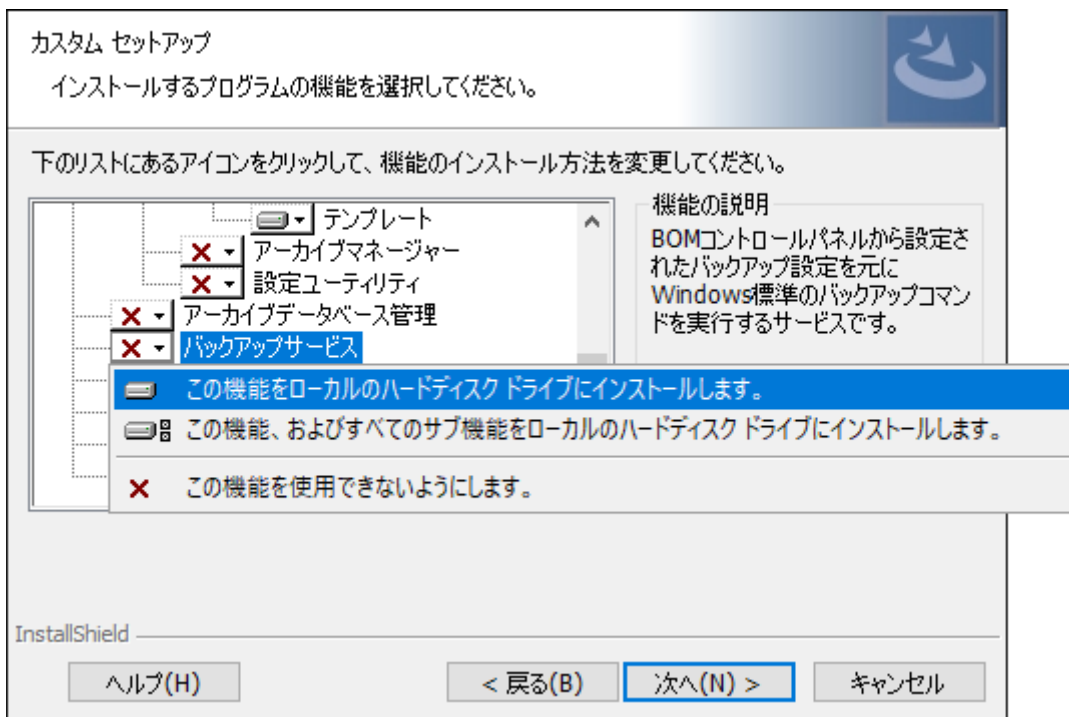 カスタム セットアップ
インストールするプログラムの機能を選択してください。
下のリストにあるアイコンをクリックして、機能のインストール方法を変更してください。
テンプレート
アーカイブマネージャー
設定ユーティリティ
アーカイブデータベース管理
バックアップサービス
機能の説明
BOMコントロールパネルから設定さ
れたバックアップ設定を元に
Windows標準のバックアップコマン
ドを実行するサービスです。
この機能をローカルのハードディスク ドライブにインストールします。
この機能、およびすべてのサブ機能をローカルのハードディスク ドライブにインストールします。
この機能を使用できないようにします。
InstallShield
ヘルプ(H)
< 戻る(B)
次へ(N) >
キャンセル